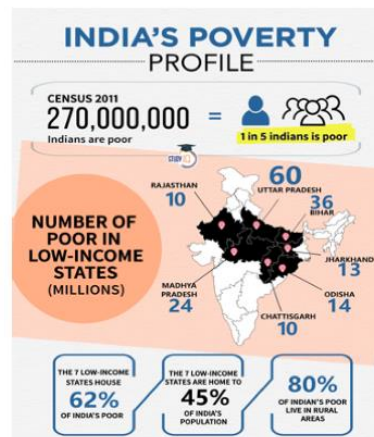 INDIA'S POVERTY
PROFILE
CENSUS 2011
270,000,000
Indians are poor
=
1 in 5 indians is poor
STUDY IQ
NUMBER OF
POOR IN
LOW-INCOME
STATES
(MILLIONS)
RAJASTHAN
10
60
UTTAR PRADESH
36
BIHAR
JHARKHAND
13
ODISHA
14
CHATTISGARH
10
MADHYA
PRADESH
24
THE 7 LOW-INCOME
STATES HOUSE
62%
OF INDIA'S POOR
THE 7 LOW-INCOME
STATES ARE HOME TO
45%
OF INDIA'S
POPULATION
80%
OF INDIAN'S POOR
LIVE IN RURAL
AREAS